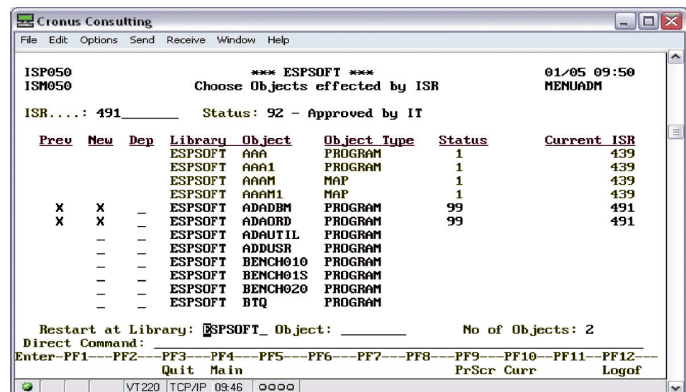 Cronus Consulting
File Edit Options Send Receive Window Help
ISP050 *** ESPSOFT *** 01/05 09:50
ISM050 Choose Objects effected by ISR MENUADM
ISR....: 491_______ Status: 92 - Approved by IT
Prev New Dep Library Object Object Type Status Current ISR
ESPSOFT AAA PROGRAM 1 439
ESPSOFT AAA1 PROGRAM 1 439
ESPSOFT AAAM MAP 1 439
ESPSOFT AAAM1 MAP 1 439
X X _ ESPSOFT ADADBM PROGRAM 99 491
X X _ ESPSOFT ADAORD PROGRAM 99 491
_ _ ESPSOFT ADAUTIL PROGRAM
_ _ ESPSOFT ADDUSR PROGRAM
_ _ ESPSOFT BENCH010 PROGRAM
_ _ ESPSOFT BENCH01S PROGRAM
_ _ ESPSOFT BENCH020 PROGRAM
_ _ ESPSOFT BTQ PROGRAM
Restart at Library: ESPSOFT_ Object: ________ No of Objects: 2
Direct Command: ________
Enter-PF1---PF2---PF3---PF4---PF5---PF6---PF7---PF8---PF9---PF10--PF11--PF12---
Quit Main PrScr Curr Logof
VT220 TCP/IP 09:46